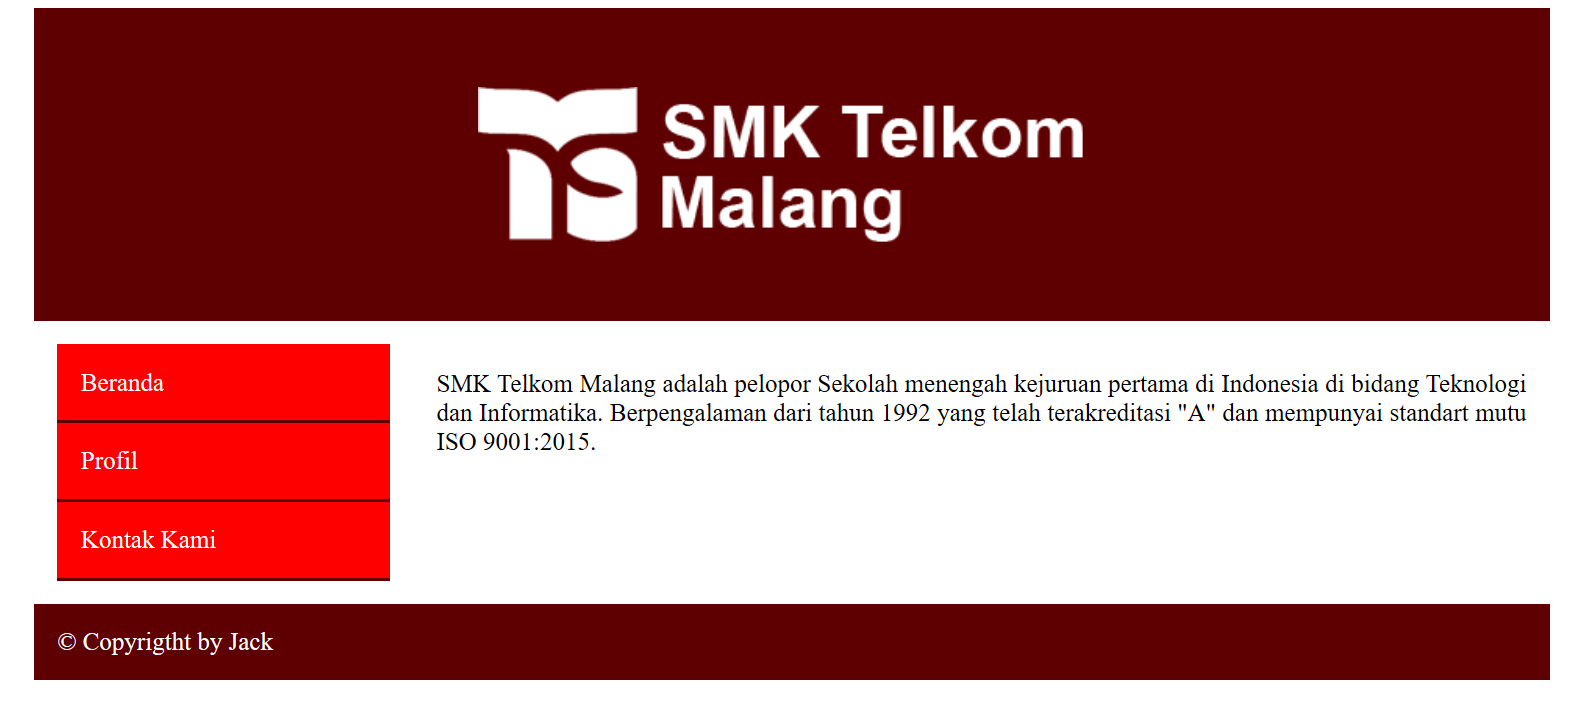 SMK Telkom
Malang
Beranda
Profil
Kontak Kami
SMK Telkom Malang adalah pelopor Sekolah menengah kejuruan pertama di Indonesia di bidang Teknologi
dan Informatika. Berpengalaman dari tahun 1992 yang telah terakreditasi "A" dan mempunyai standart mutu
ISO 9001:2015.
© Copyrigtht by Jack